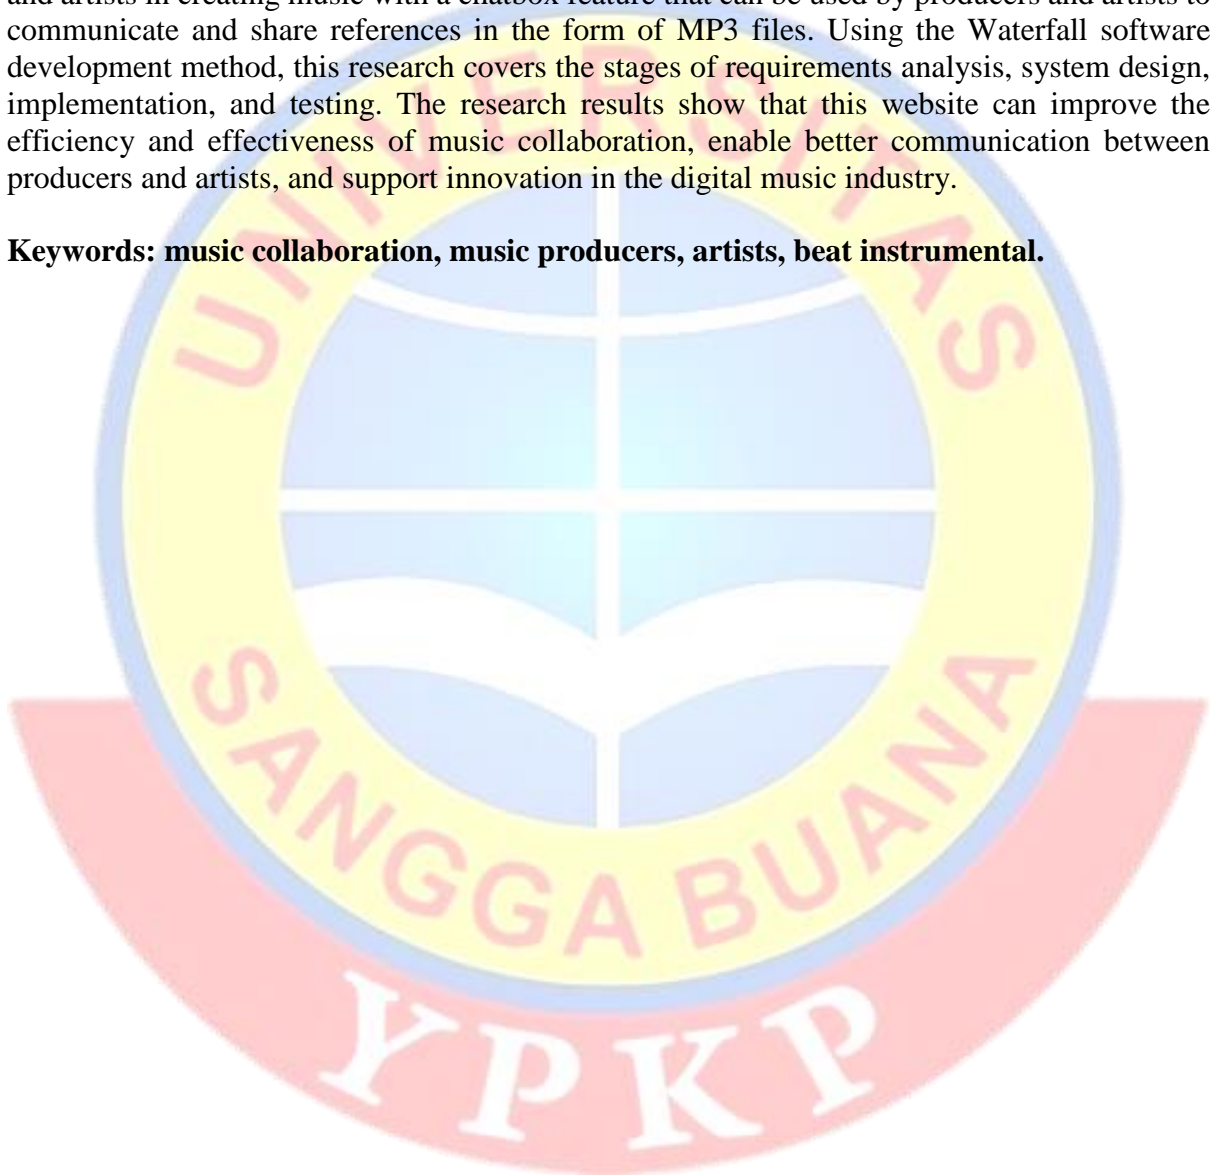 and artists in creating music with a chatbox feature that can be used by producers and artists to
communicate and share references in the form of MP3 files. Using the Waterfall software
development method, this research covers the stages of requirements analysis, system design,
implementation, and testing. The research results show that this website can improve the
efficiency and effectiveness of music collaboration, enable better communication between
producers and artists, and support innovation in the digital music industry.
Keywords: music collaboration, music producers, artists, beat instrumental.
UNIVERSITAS
SANGGA BUANA
YPKP